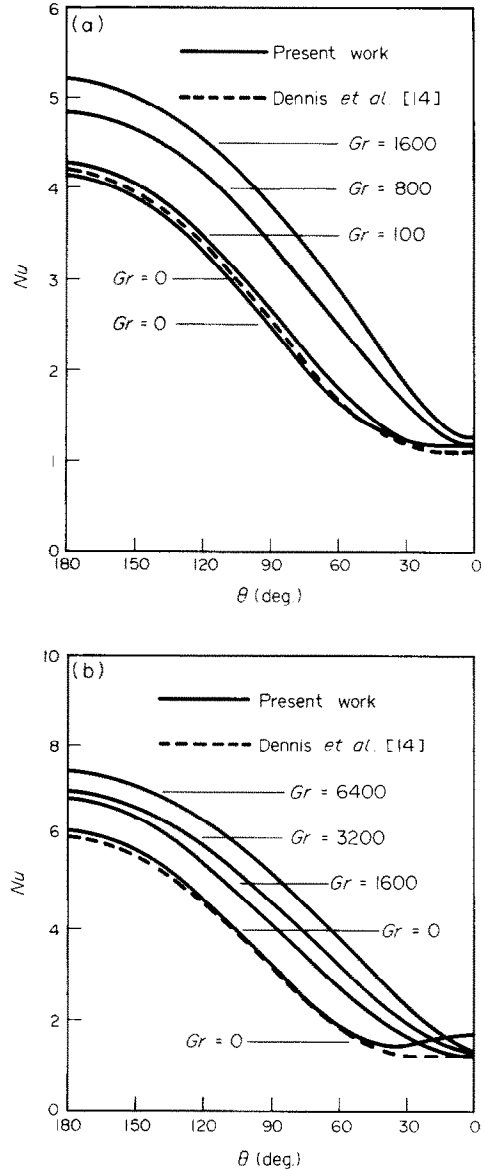 6
(a)
Present work
Dennis et al. [14]
5
Gr = 1600
Gr = 800
4
Gr = 100
Nu
3
Gr = 0
Gr = 0
2
1
0
180 150 120 90 60 30 0
θ (deg.)
10
(b)
Present work
Dennis et al. [14]
8
Gr = 6400
Gr = 3200
6
Gr = 1600
Nu
Gr = 0
4
2
Gr = 0
0
180 150 120 90 60 30 0
θ (deg.)